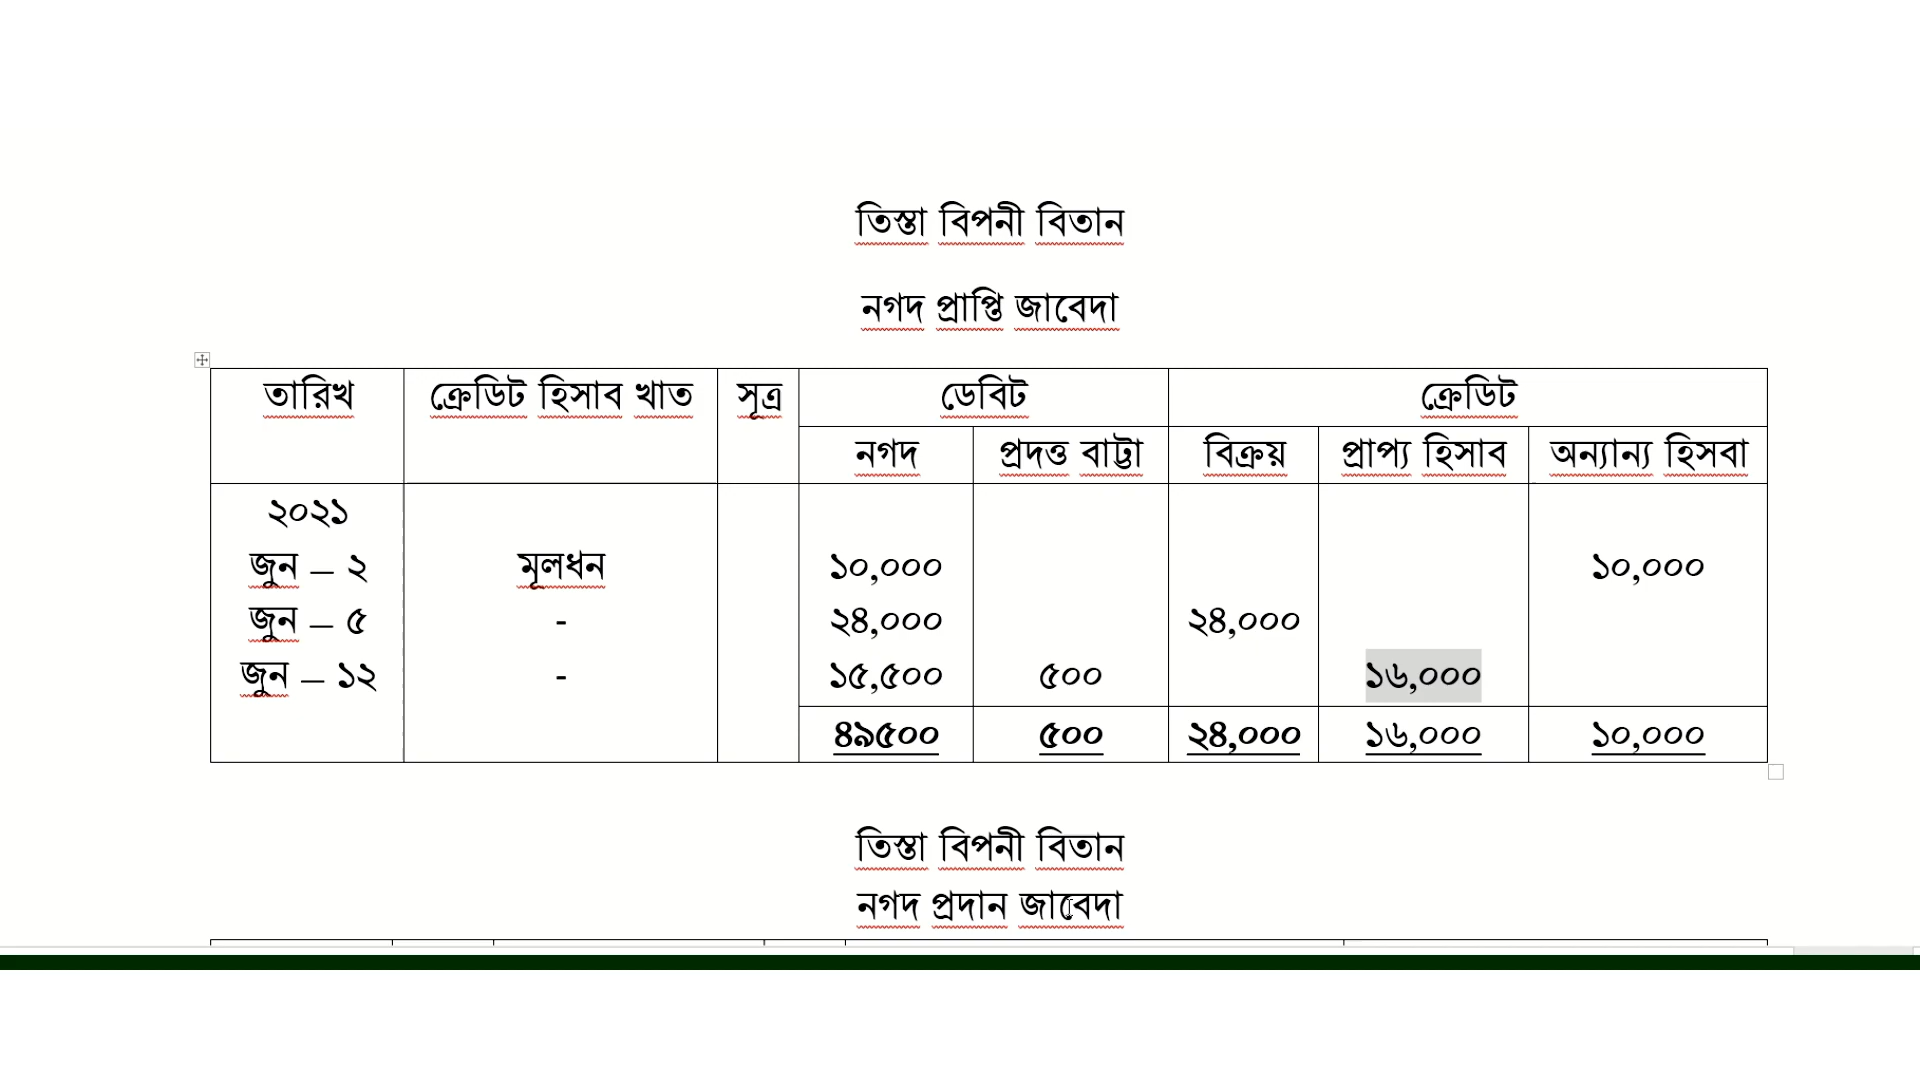 তিস্তা বিপনী বিতান
নগদ প্রাপ্তি জাবেদা
তারিখ ক্রেডিট হিসাব খাত সূত্র ডেবিট ক্রেডিট
নগদ প্রদত্ত বাট্টা বিক্রয় প্রাপ্য হিসাব অন্যান্য হিসবা
২০২১
জুন – ২ মূলধন ১০,০০০ ১০,০০০
জুন – ৫ - ২৪,০০০ ২৪,০০০
জুন – ১২ - ১৫,৫০০ ৫০০ ১৬,০০০
৪৯৫০০ ৫০০ ২৪,০০০ ১৬,০০০ ১০,০০০
তিস্তা বিপনী বিতান
নগদ প্রদান জাবেদা